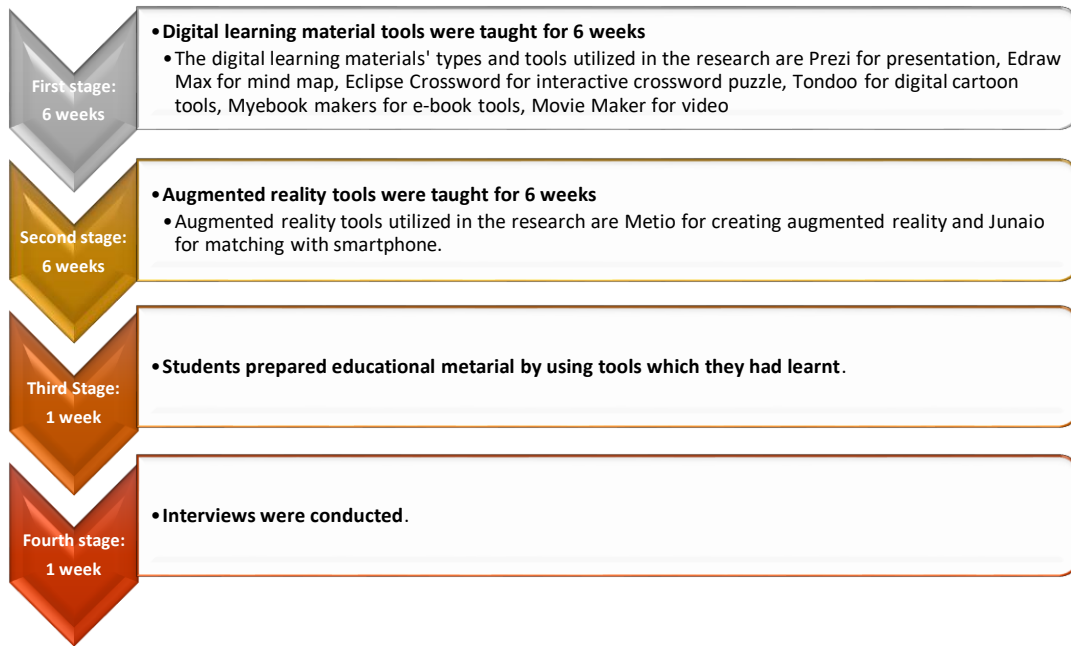 First stage:
6 weeks
•Digital learning material tools were taught for 6 weeks
•The digital learning materials' types and tools utilized in the research are Prezi for presentation, Edraw
Max for mind map, Eclipse Crossword for interactive crossword puzzle, Tondoo for digital cartoon
tools, Myebook makers for e-book tools, Movie Maker for video
Second stage:
6 weeks
•Augmented reality tools were taught for 6 weeks
•Augmented reality tools utilized in the research are Metio for creating augmented reality and Junaio
for matching with smartphone.
Third Stage:
1 week
•Students prepared educational metarial by using tools which they had learnt.
Fourth stage:
1 week
•Interviews were conducted.